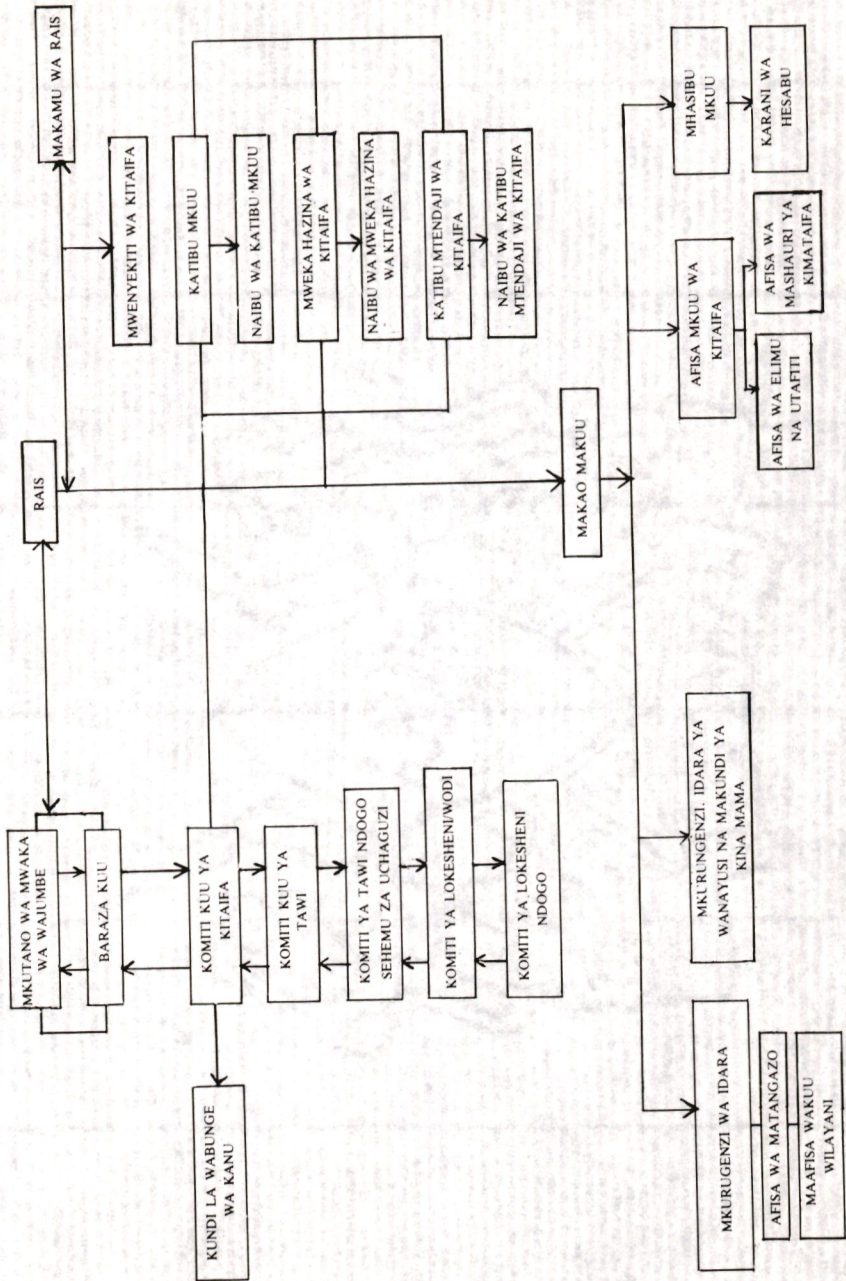 RAIS
MAKAMU WA RAIS
MKUTANO WA MWAKA
WA WAJUMBE
BARAZA KUU
MWENYEKITI WA KITAIFA
KUNDI LA WABUNGE
WA KANU
KOMITI KUU YA
KITAIFA
KATIBU MKUU
KOMITI KUU YA
TAWI
NAIBU WA KATIBU MKUU
KOMITI YA TAWI NDOGO
SEHEMU ZA UCHAGUZI
MWEKA HAZINA WA
KITAIFA
KOMITI YA LOKESHENI/WODI
NAIBU WA MWEKA HAZINA
WA KITAIFA
KOMITI YA LOKESHENI
NDOGO
KATIBU MTENDAJI WA
KITAIFA
NAIBU WA KATIBU
MTENDAJI WA KITAIFA
MAKAO MAKUU
MKURUGENZI WA IDARA
AFISA WA MATANGAZO
MAAFISA WAKUU
WILAYANI
MKURUNGENZI. IDARA YA
WANAYUSI NA MAKUNDI YA
KINA MAMA
AFISA MKUU WA
KITAIFA
AFISA WA ELIMU
NA UTAFITI
AFISA WA
MASHAURI YA
KIMATAIFA
MHASIBU
MKUU
KARANI WA
HESABU